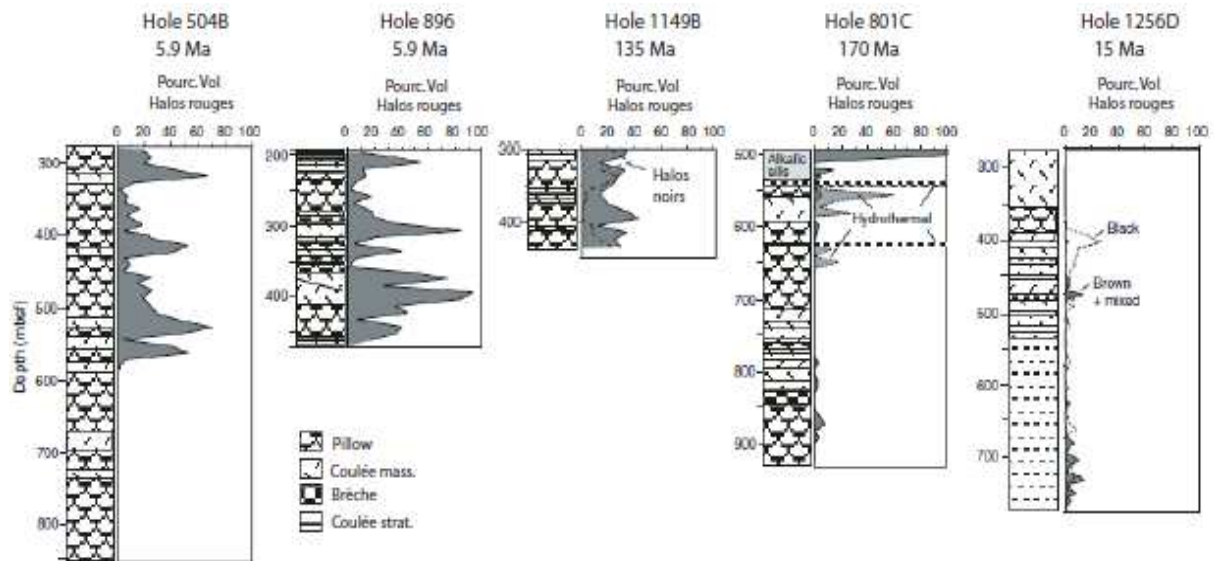 Hole 504B
5.9 Ma
Pourc. Vol
Halos rouges
0 20 40 60 80 100
Depth (mbsf)
300
400
500
600
700
800
Hole 896
5.9 Ma
Pourc. Vol
Halos rouges
0 20 40 60 80 100
200
300
400
Hole 1149B
135 Ma
Pourc. Vol
Halos rouges
0 20 40 60 80 100
300
400
Halos
noirs
Hole 801C
170 Ma
Pourc. Vol
Halos rouges
0 20 40 60 80 100
500
600
700
800
900
Alkalic
sills
Hydrothermal
Hole 1256D
15 Ma
Pourc. Vol
Halos rouges
0 20 40 60 80 100
300
400
500
600
700
Black
Brown
+ mixed
Pillow
Coulée mass.
Brèche
Coulée strat.